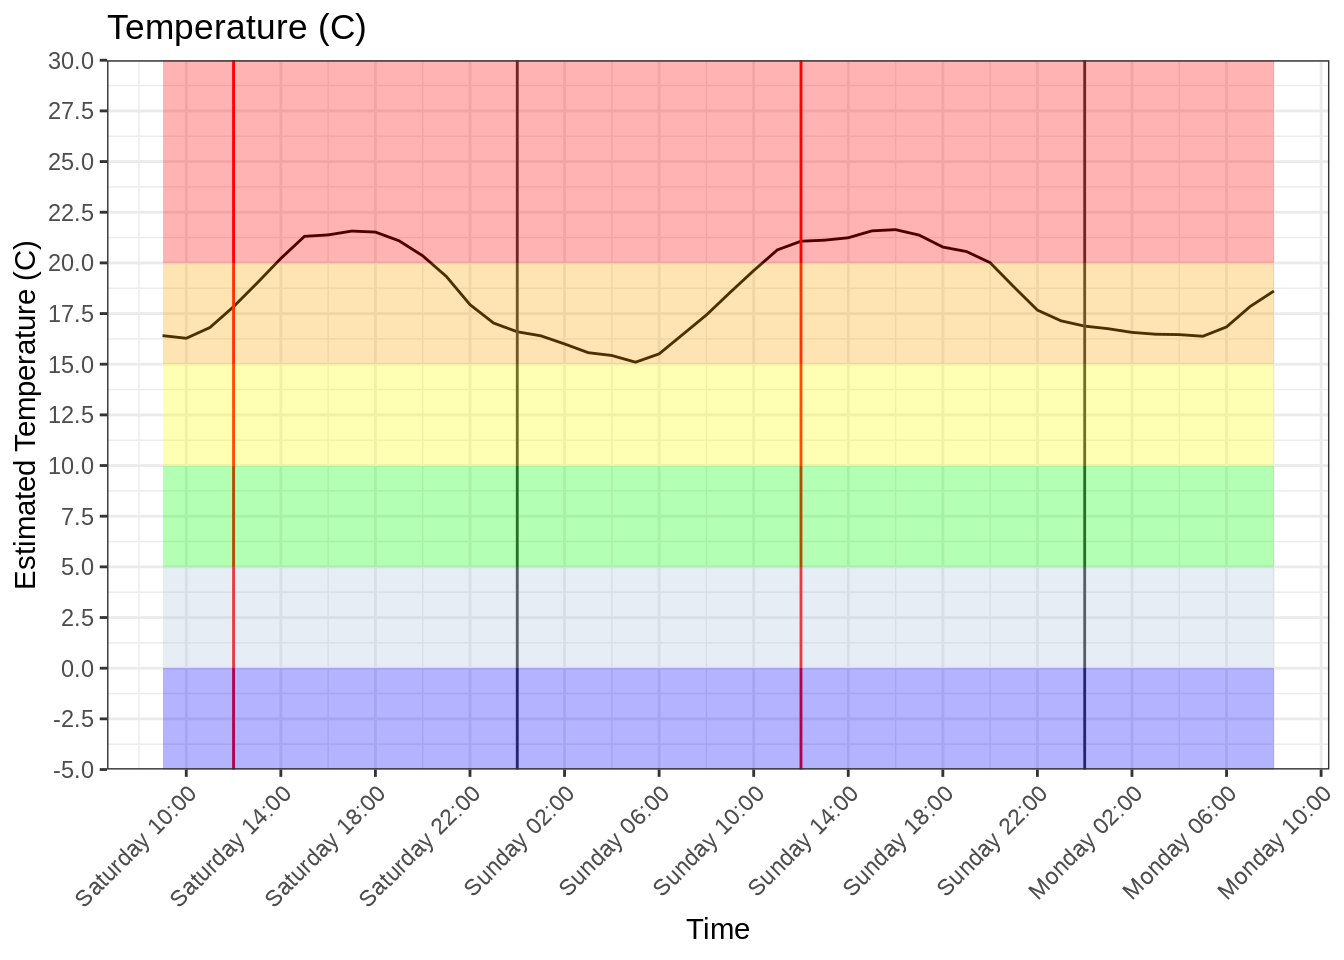 Temperature (C)
Estimated Temperature (C)
30.0
27.5
25.0
22.5
20.0
17.5
15.0
12.5
10.0
7.5
5.0
2.5
0.0
-2.5
-5.0
Saturday 10:00
Saturday 14:00
Saturday 18:00
Saturday 22:00
Sunday 02:00
Sunday 06:00
Sunday 10:00
Sunday 14:00
Sunday 18:00
Sunday 22:00
Monday 02:00
Monday 06:00
Monday 10:00
Time